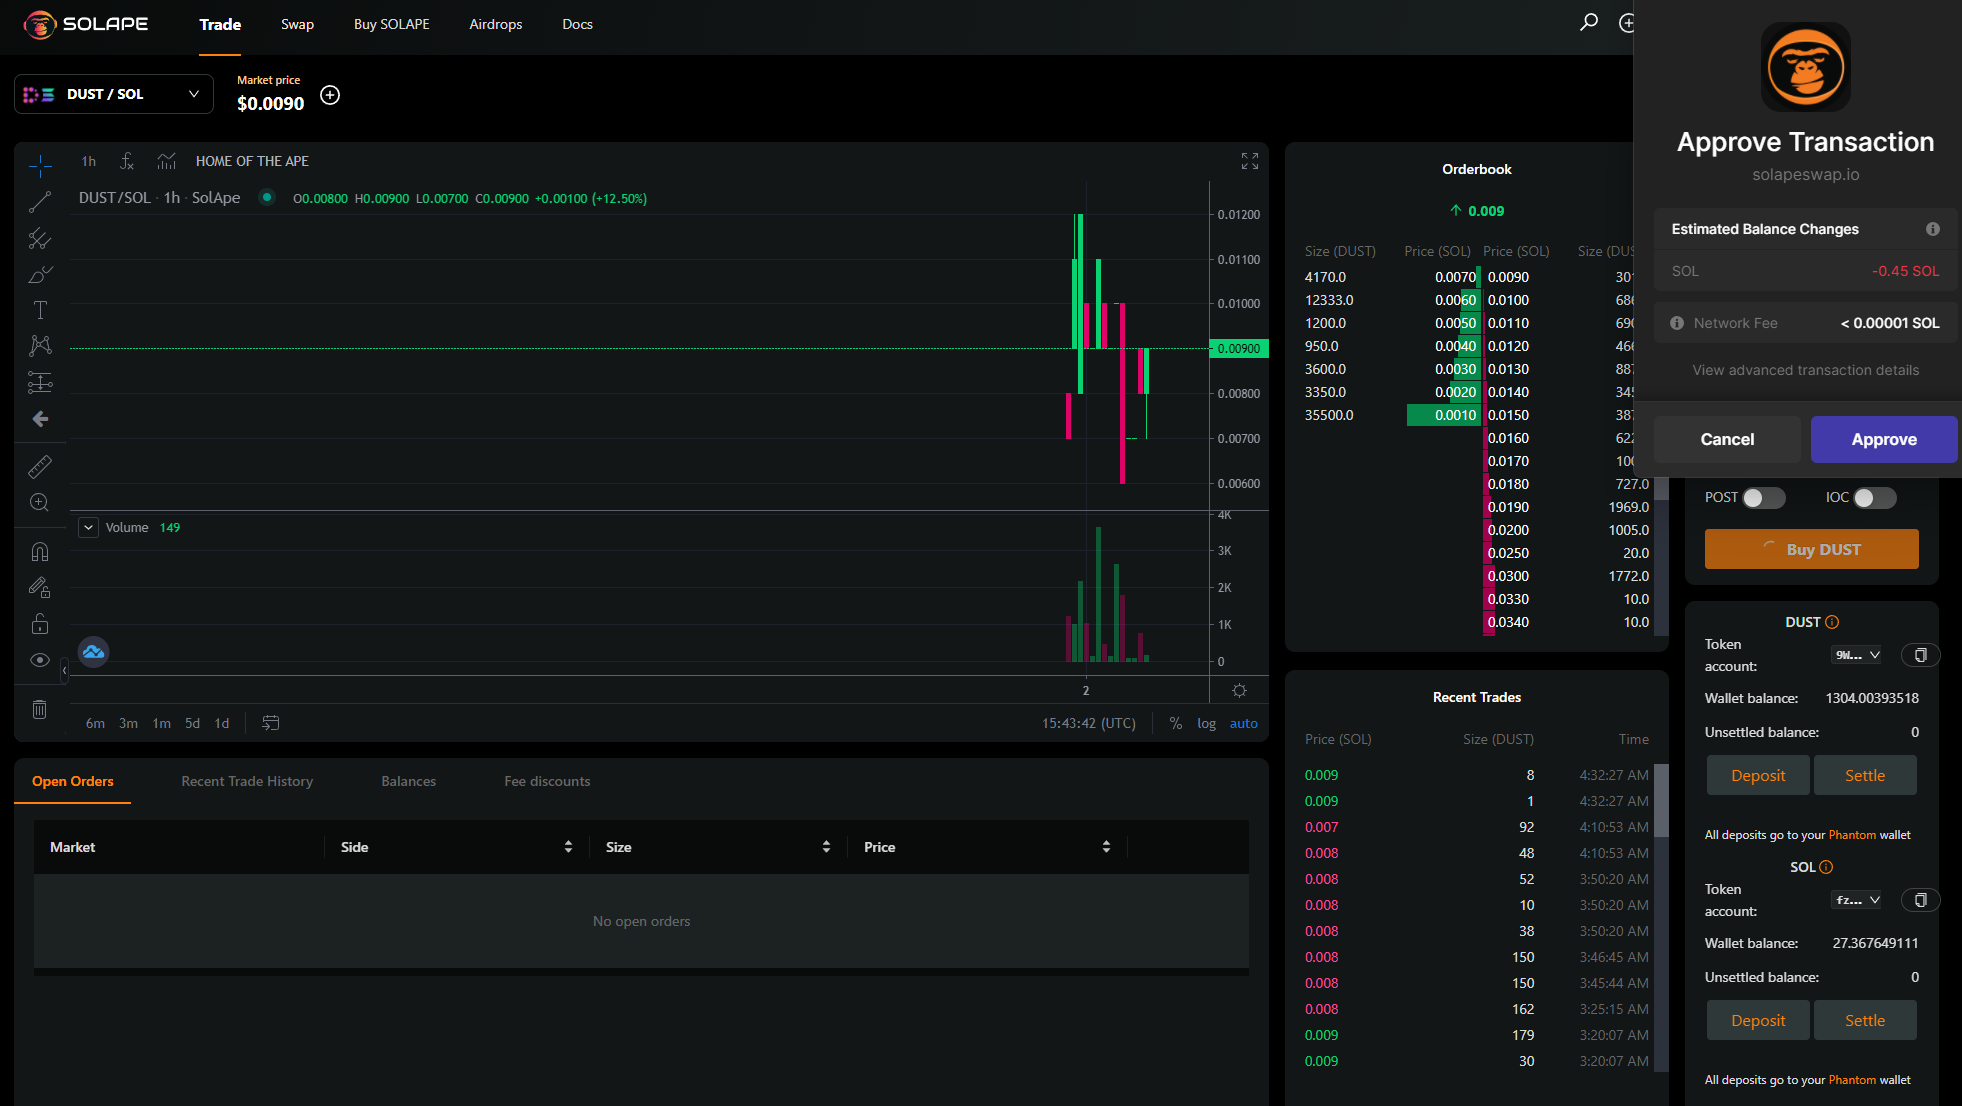 SOLAPE
Trade
Swap
Buy SOLAPE
Airdrops
Docs
DUST / SOL
Market price
$0.0090
1h
HOME OF THE APE
DUST/SOL · 1h · SolApe
O0.00800 H0.00900 L0.00700 C0.00900 +0.00100 (+12.50%)
0.01200
0.01100
0.01000
0.00900
0.00800
0.00700
0.00600
Volume 149
4K
3K
2K
1K
0
2
6m 3m 1m 5d 1d
15:43:42 (UTC)
% log auto
Orderbook
0.009
Size (DUST) Price (SOL) Price (SOL) Size (
4170.0 0.0070 0.0090
12333.0 0.0060 0.0100
1200.0 0.0050 0.0110
950.0 0.0040 0.0120
3600.0 0.0030 0.0130
3350.0 0.0020 0.0140
35500.0 0.0010 0.0150
0.0160
0.0170
0.0180 727.0
0.0190 1969.0
0.0200 1005.0
0.0250 20.0
0.0300 1772.0
0.0330 10.0
0.0340 10.0
Approve Transaction
solapeswap.io
Estimated Balance Changes
SOL -0.45 SOL
Network Fee < 0.00001 SOL
View advanced transaction details
Cancel
Approve
POST
IOC
Buy DUST
DUST
Token account: 9W...
Wallet balance: 1304.00393518
Unsettled balance: 0
Deposit
Settle
All deposits go to your Phantom wallet
SOL
Token account: fz...
Wallet balance: 27.367649111
Unsettled balance: 0
Deposit
Settle
All deposits go to your Phantom wallet
Recent Trades
Price (SOL) Size (DUST) Time
0.009 8 4:32:27 AM
0.009 1 4:32:27 AM
0.007 92 4:10:53 AM
0.008 48 4:10:53 AM
0.008 52 3:50:20 AM
0.008 10 3:50:20 AM
0.008 38 3:50:20 AM
0.008 150 3:46:45 AM
0.008 150 3:45:44 AM
0.008 162 3:25:15 AM
0.009 179 3:20:07 AM
0.009 30 3:20:07 AM
Open Orders
Recent Trade History
Balances
Fee discounts
Market
Side
Size
Price
No open orders